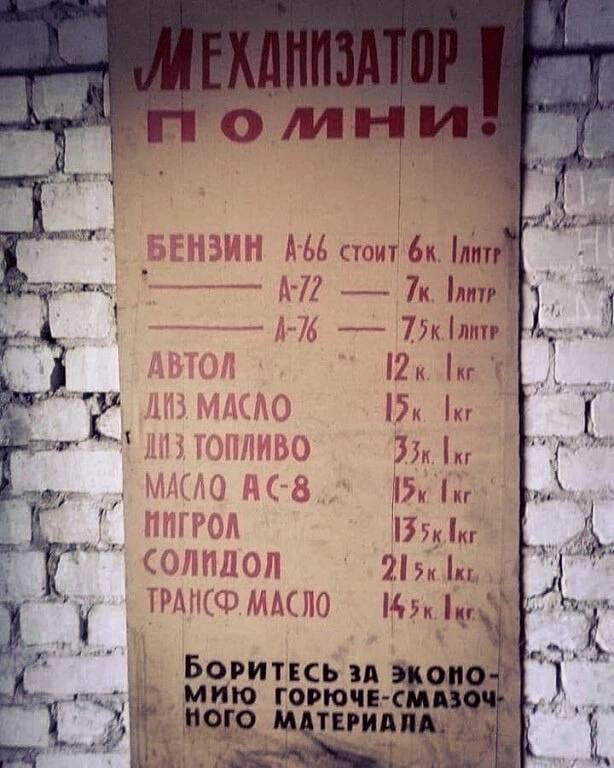 МЕХАНИЗАТОР!
ПОМНИ
БЕНЗИН А-66 СТОИТ 6к. 1ЛИТР
——— А-72 — 7к. 1ЛИТР
——— А-76 — 7,5к 1ЛИТР
АВТОЛ 12к. 1кг
ДИЗ. МАСЛО 15к 1кг
ДИЗ. ТОПЛИВО 3 3к. 1кг
МАСЛО АС-8 15к 1кг
НИГРОЛ 13 5к. 1кг
СОЛИДОЛ 21 5к 1кг.
ТРАНСФ. МАСЛО 14 5к. 1кг.
БОРИТЕСЬ ЗА ЭКОНО-
МИЮ ГОРЮЧЕ-СМАЗОЧ-
НОГО МАТЕРИАЛА.